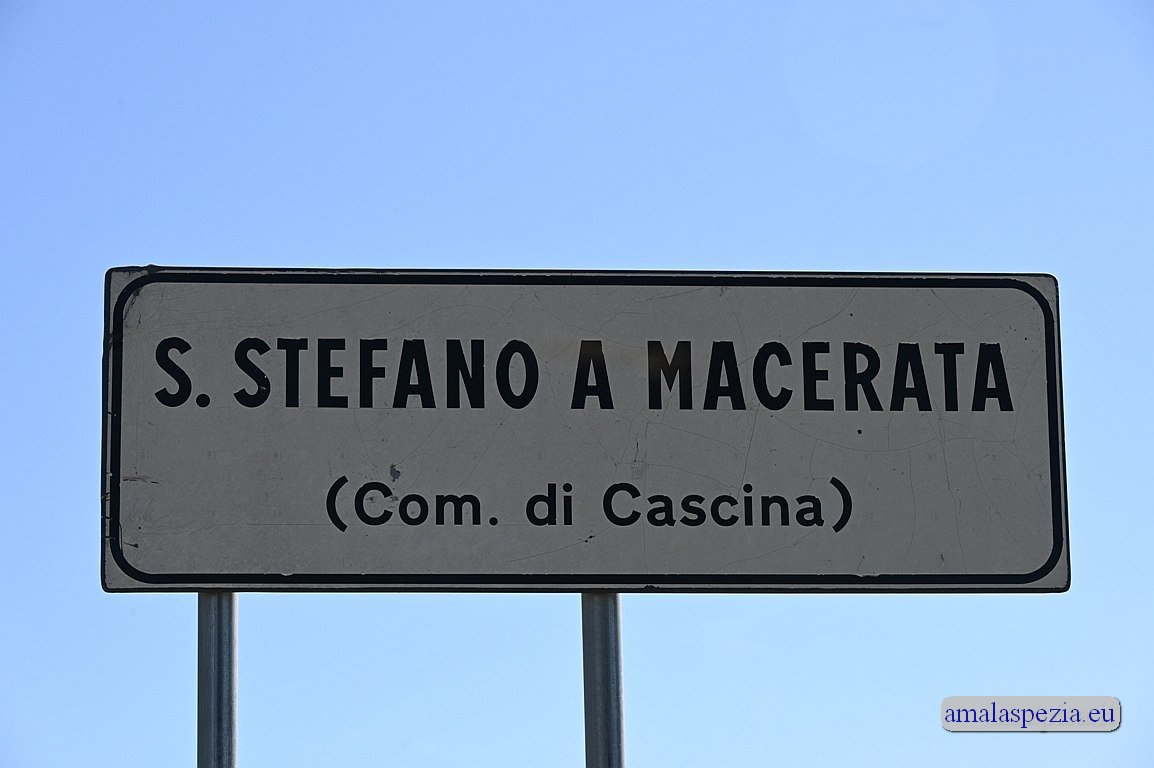 S. STEFANO A MACERATA
(Com. di Cascina)
amalaspezia.eu